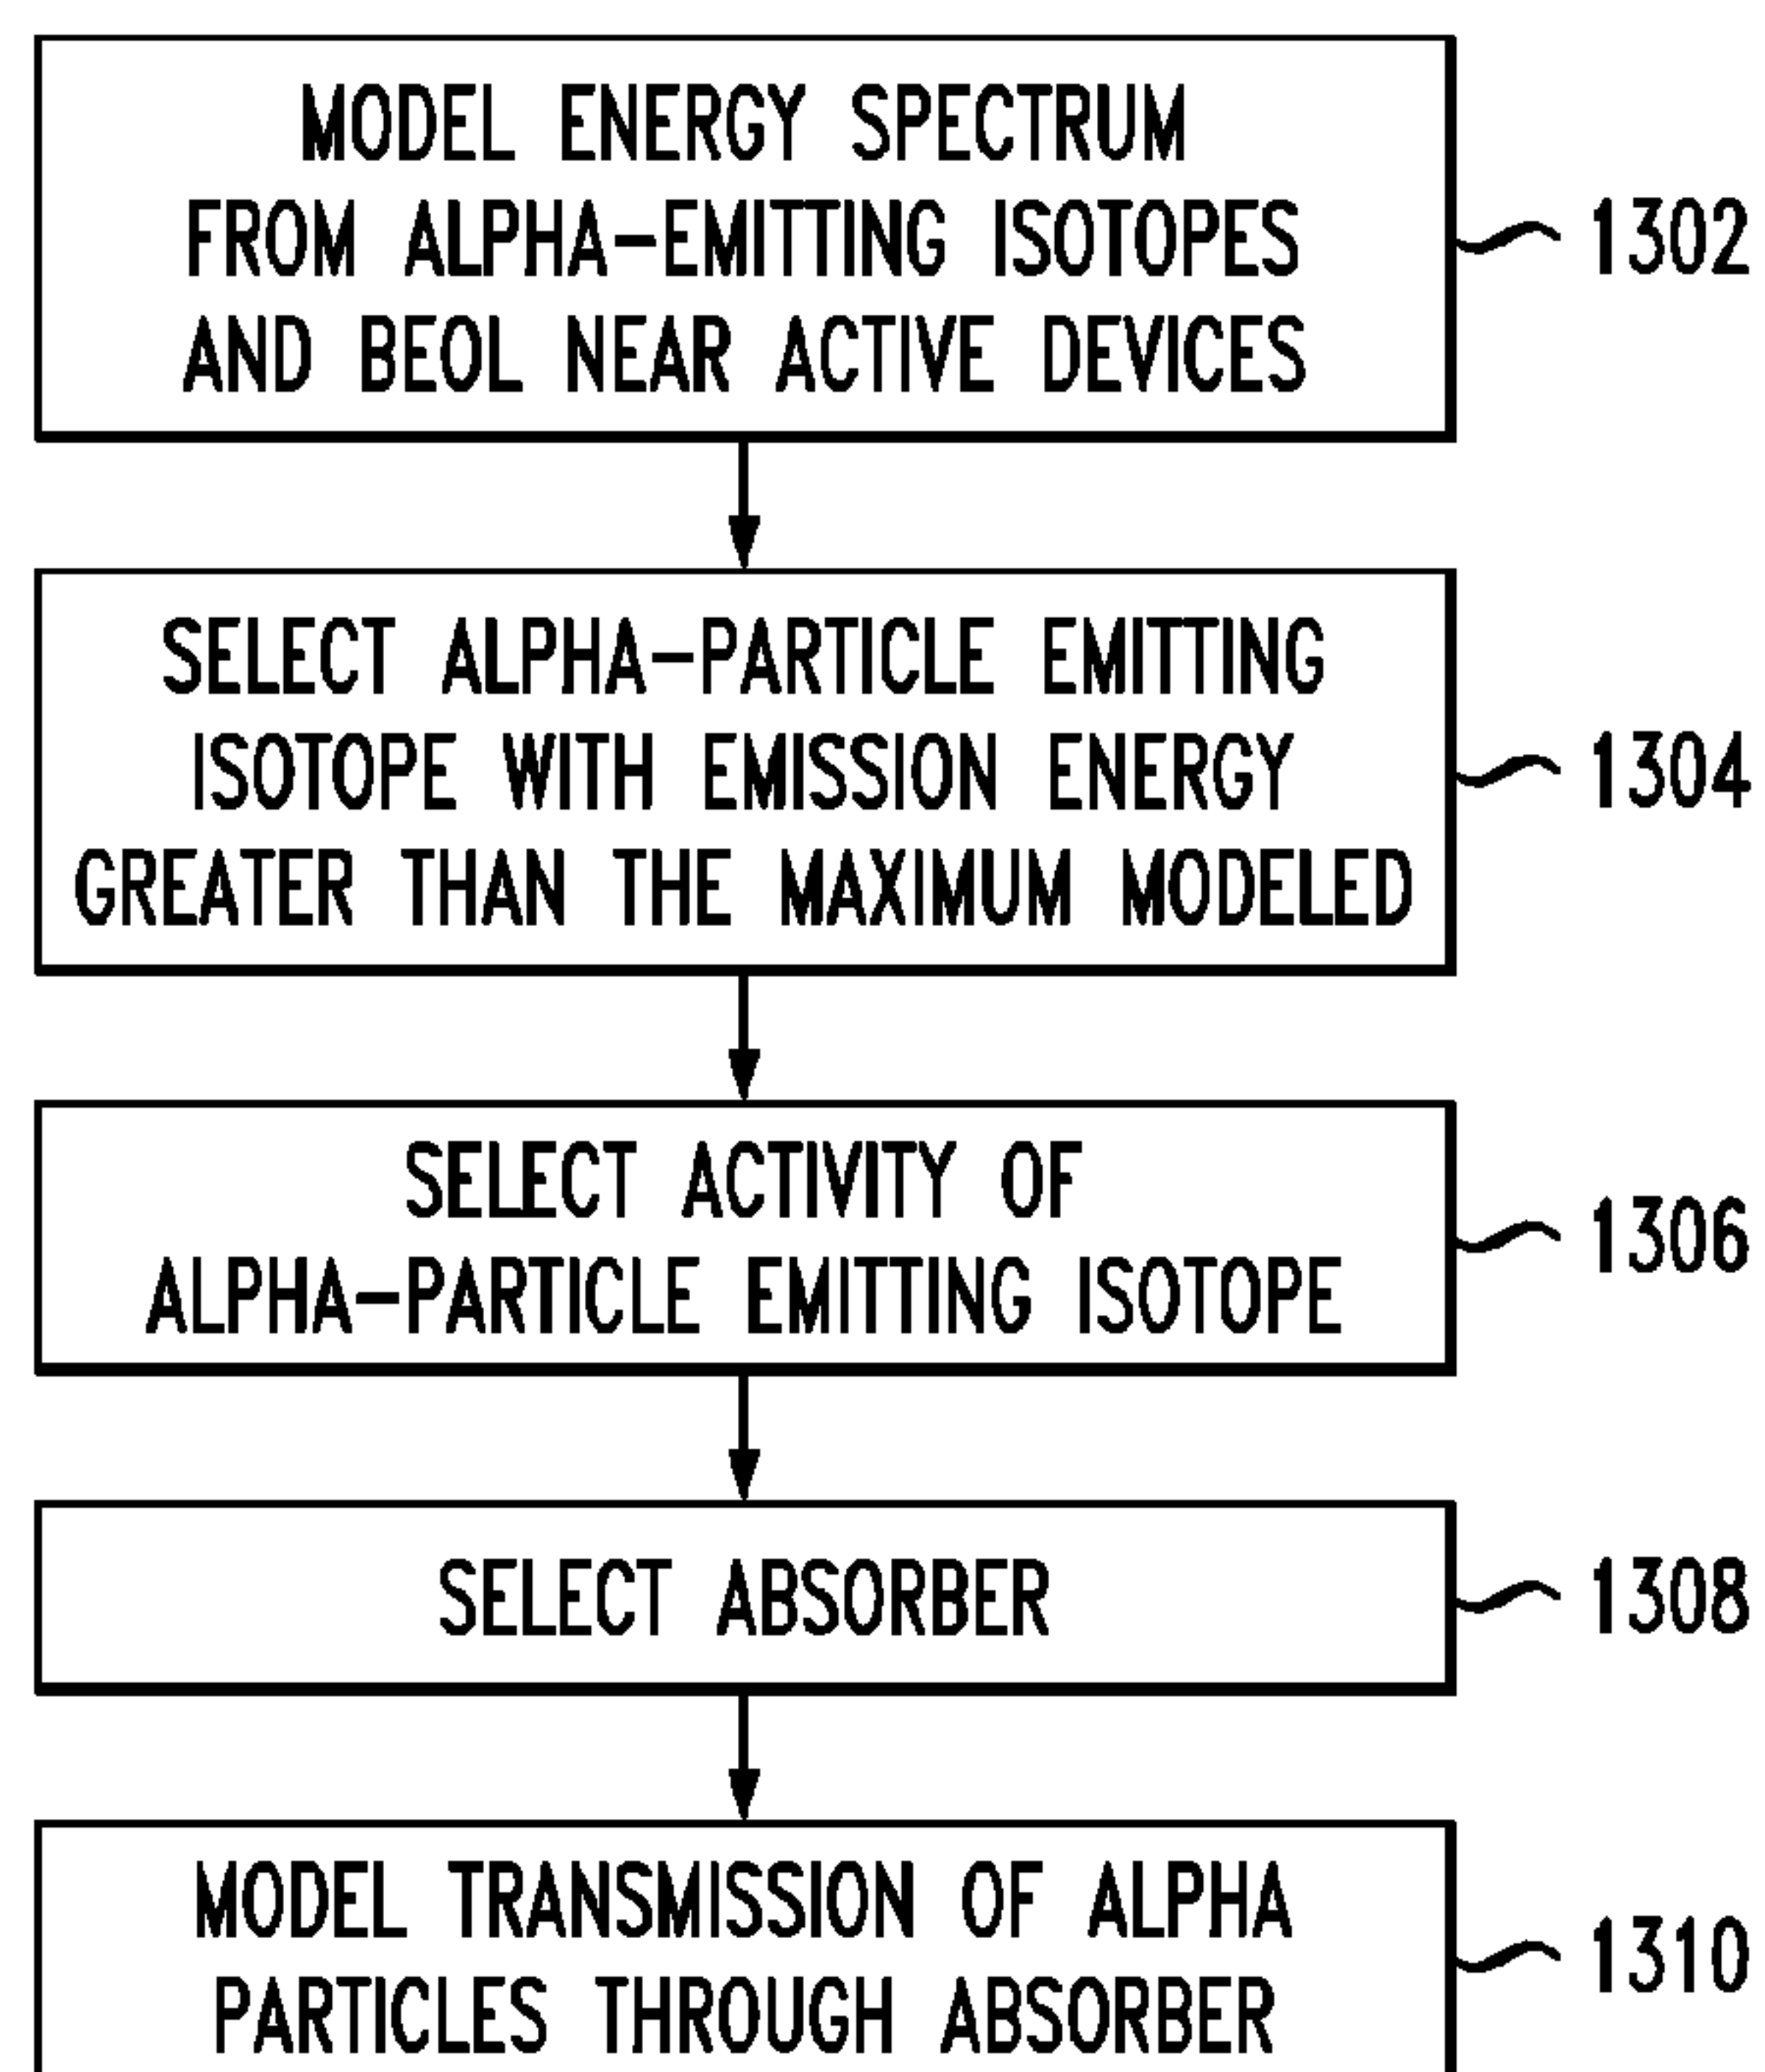 MODEL ENERGY SPECTRUM
FROM ALPHA-EMITTING ISOTOPES
AND BEOL NEAR ACTIVE DEVICES
1302
SELECT ALPHA-PARTICLE EMITTING
ISOTOPE WITH EMISSION ENERGY
GREATER THAN THE MAXIMUM MODELED
1304
SELECT ACTIVITY OF
ALPHA-PARTICLE EMITTING ISOTOPE
1306
SELECT ABSORBER
1308
MODEL TRANSMISSION OF ALPHA
PARTICLES THROUGH ABSORBER
1310